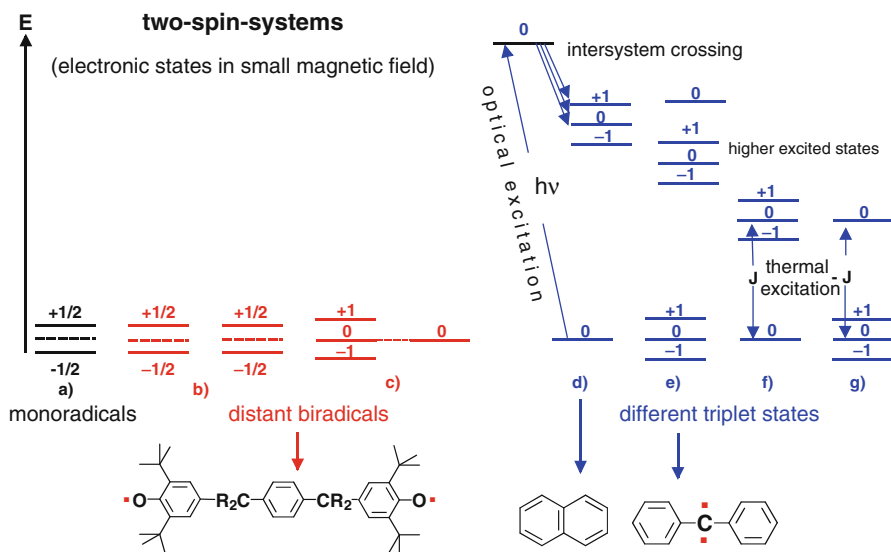 E
two-spin-systems
(electronic states in small magnetic field)
0
intersystem crossing
optical excitation
hν
+1
0
−1
0
+1
0
−1
higher excited states
+1
0
−1
0
J
thermal
excitation
- J
+1/2
-1/2
a)
+1/2
−1/2
+1/2
−1/2
b)
+1
0
−1
0
c)
0
d)
+1
0
−1
e)
0
f)
+1
0
−1
g)
monoradicals
distant biradicals
different triplet states
O
R2C
CR2
O
C